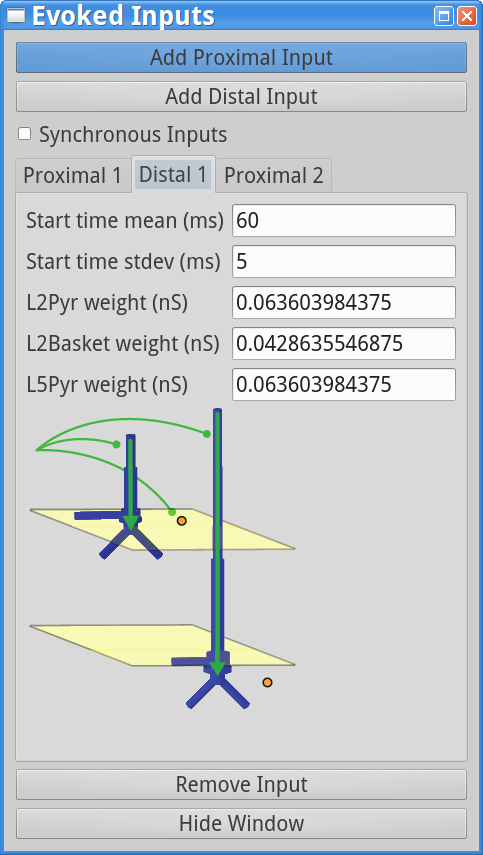 Evoked Inputs
Add Proximal Input
Add Distal Input
Synchronous Inputs
Proximal 1 Distal 1 Proximal 2
Start time mean (ms) 60
Start time stdev (ms) 5
L2Pyr weight (nS) 0.063603984375
L2Basket weight (nS) 0.0428635546875
L5Pyr weight (nS) 0.063603984375
Remove Input
Hide Window